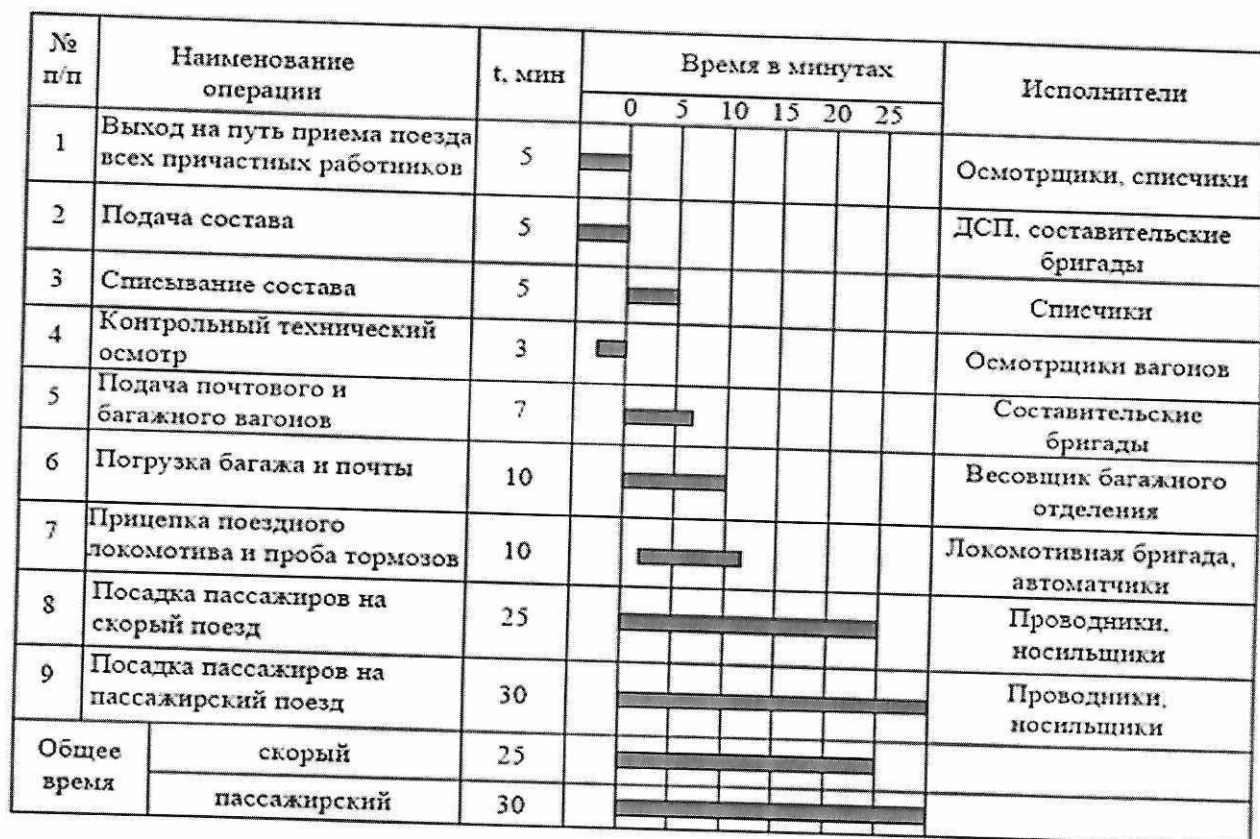 № п/п
Наименование операции
t, мин
Время в минутах
Исполнители
0 5 10 15 20 25
1
Выход на путь приема поезда
всех причастных работников
5
Осмотрщики, списчики
2
Подача состава
5
ДСП, составительские
бригады
3
Списывание состава
5
Списчики
4
Контрольный технический
осмотр
3
Осмотрщики вагонов
5
Подача почтового и
багажного вагонов
7
Составительские
бригады
6
Погрузка багажа и почты
10
Весовщик багажного
отделения
7
Прицепка поездного
локомотива и проба тормозов
10
Локомотивная бригада,
автоматчики
8
Посадка пассажиров на
скорый поезд
25
Проводники,
носильщики
9
Посадка пассажиров на
пассажирский поезд
30
Проводники,
носильщики
Общее
время
скорый
25
пассажирский
30